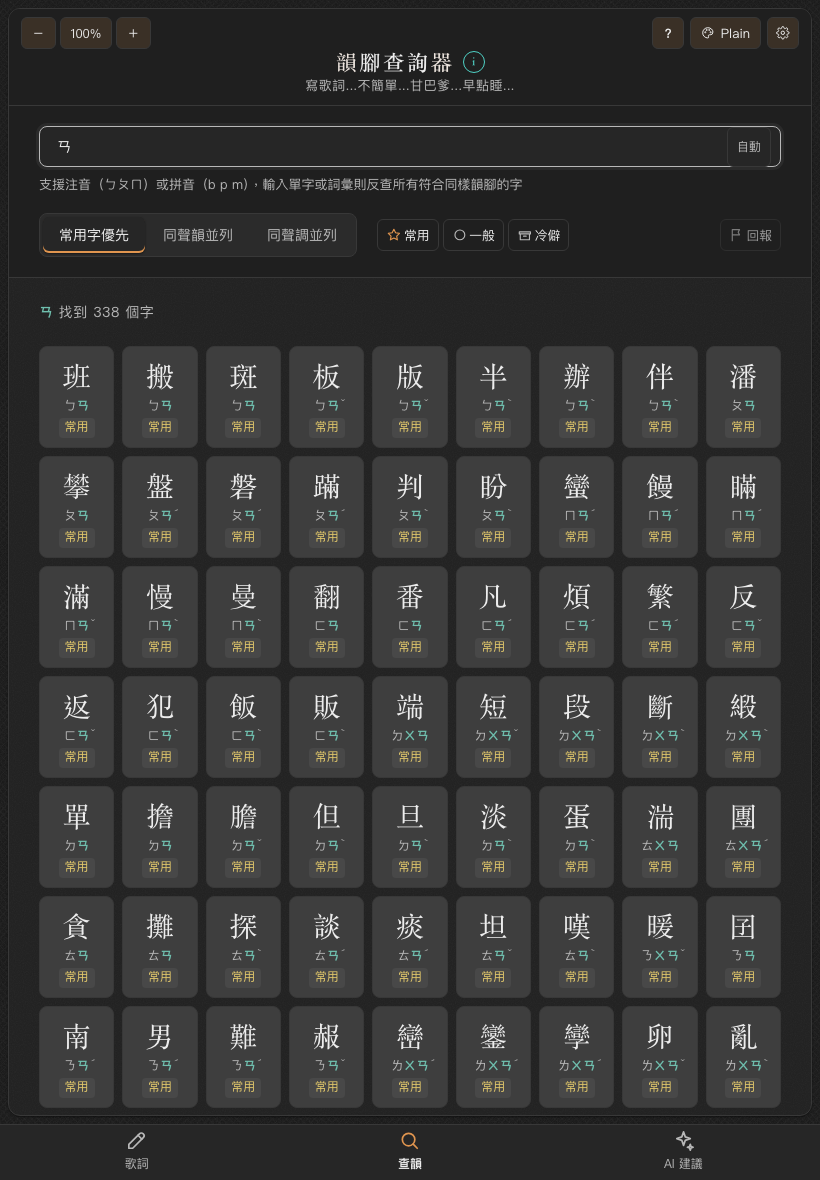 − 100% + ? Plain
韻腳查詢器 i
寫歌詞...不簡單...甘巴爹...早點睡...
ㄢ 自動
支援注音（ㄅㄆㄇ）或拼音（b p m），輸入單字或詞彙則反查所有符合同樣韻腳的字
常用字優先 同聲韻並列 同聲調並列 常用 一般 冷僻 回報
ㄢ 找到 338 個字
班 搬 斑 板 版 半 辦 伴 潘
ㄅㄢ ㄅㄢ ㄅㄢ ㄅㄢˇ ㄅㄢˇ ㄅㄢˋ ㄅㄢˋ ㄅㄢˋ ㄆㄢ
常用 常用 常用 常用 常用 常用 常用 常用 常用
攀 盤 磐 蹣 判 盼 蠻 饅 瞞
ㄆㄢ ㄆㄢˊ ㄆㄢˊ ㄆㄢˊ ㄆㄢˋ ㄆㄢˋ ㄇㄢˊ ㄇㄢˊ ㄇㄢˊ
常用 常用 常用 常用 常用 常用 常用 常用 常用
滿 慢 曼 翻 番 凡 煩 繁 反
ㄇㄢˇ ㄇㄢˋ ㄇㄢˋ ㄈㄢ ㄈㄢ ㄈㄢˊ ㄈㄢˊ ㄈㄢˊ ㄈㄢˇ
常用 常用 常用 常用 常用 常用 常用 常用 常用
返 犯 飯 販 端 短 段 斷 緞
ㄈㄢˇ ㄈㄢˋ ㄈㄢˋ ㄈㄢˋ ㄉㄨㄢ ㄉㄨㄢˇ ㄉㄨㄢˋ ㄉㄨㄢˋ ㄉㄨㄢˋ
常用 常用 常用 常用 常用 常用 常用 常用 常用
單 擔 膽 但 旦 淡 蛋 湍 團
ㄉㄢ ㄉㄢ ㄉㄢˇ ㄉㄢˋ ㄉㄢˋ ㄉㄢˋ ㄉㄢˋ ㄊㄨㄢ ㄊㄨㄢˊ
常用 常用 常用 常用 常用 常用 常用 常用 常用
貪 攤 探 談 痰 坦 嘆 暖 囝
ㄊㄢ ㄊㄢ ㄊㄢˋ ㄊㄢˊ ㄊㄢˊ ㄊㄢˇ ㄊㄢˋ ㄋㄨㄢˇ ㄋㄢ
常用 常用 常用 常用 常用 常用 常用 常用 常用
南 男 難 赧 巒 鑾 孿 卵 亂
ㄋㄢˊ ㄋㄢˊ ㄋㄢˊ ㄋㄢˇ ㄌㄨㄢˊ ㄌㄨㄢˊ ㄌㄨㄢˊ ㄌㄨㄢˇ ㄌㄨㄢˋ
常用 常用 常用 常用 常用 常用 常用 常用 常用
歌詞 查韻 AI 建議